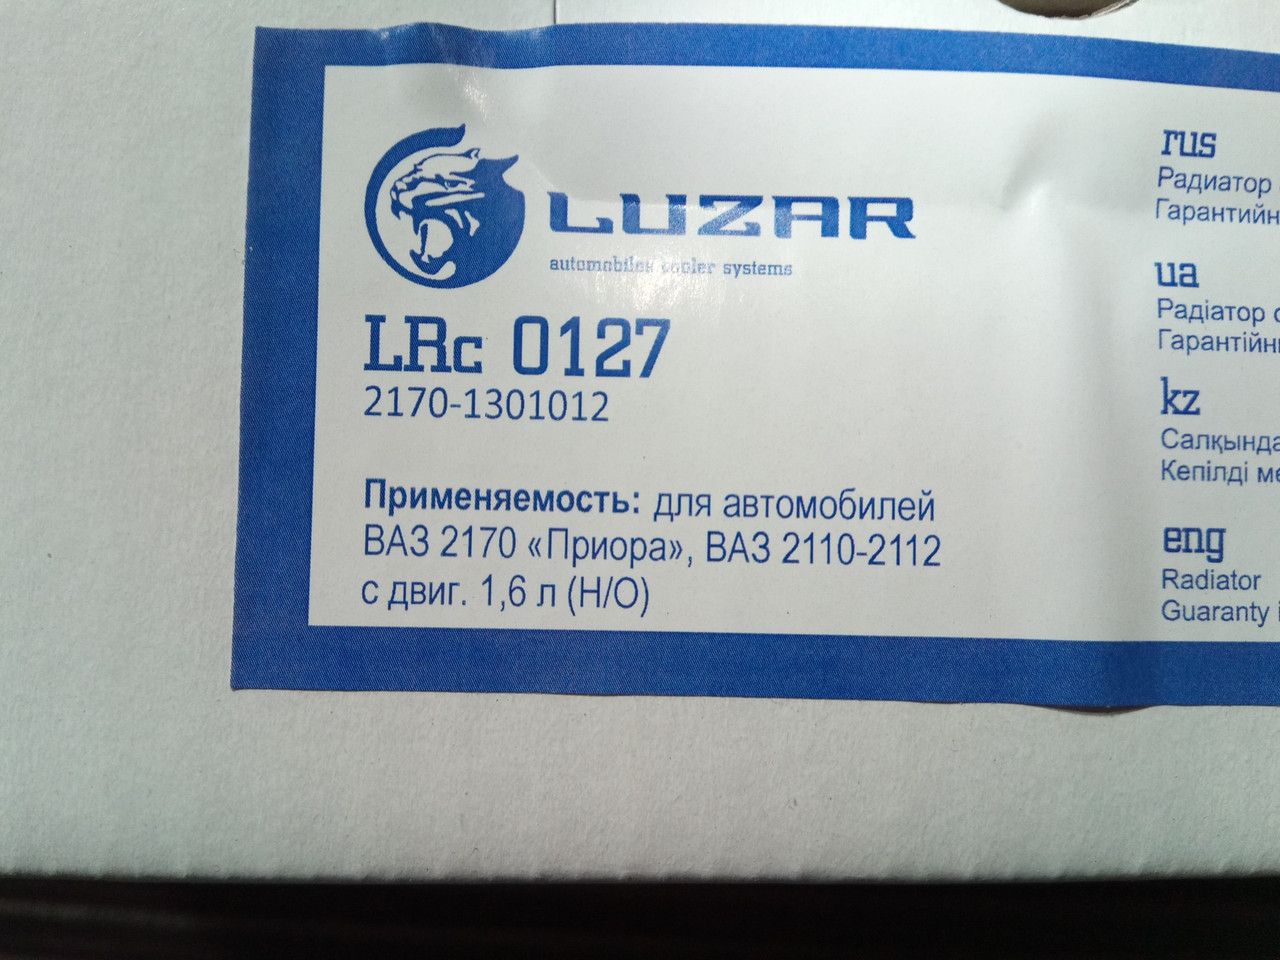 LUZAR
automobiles cooler systems
LRc 0127
2170-1301012
Применяемость: для автомобилей
ВАЗ 2170 «Приора», ВАЗ 2110-2112
с двиг. 1,6 л (Н/О)
rus
Радиатор
Гарантийн
ua
Радіатор
Гарантійн
kz
Салқында
Кепілді ме
eng
Radiator
Guaranty i